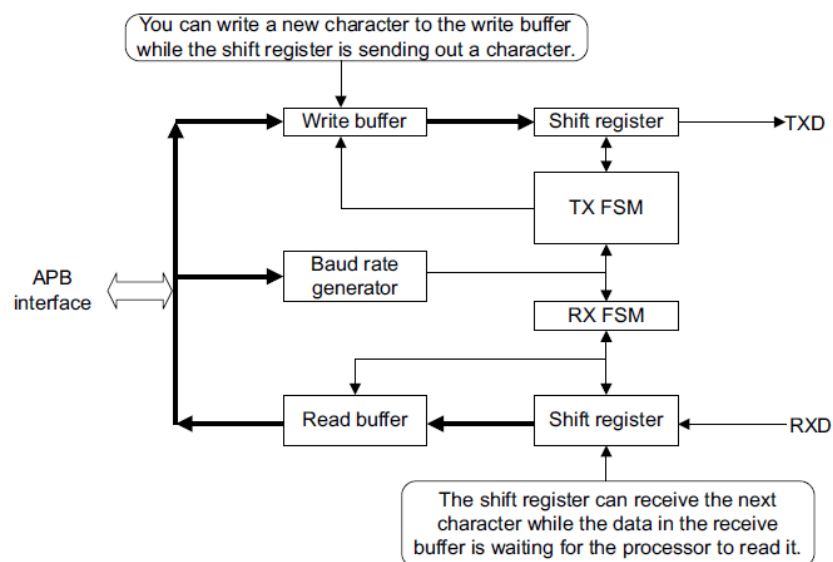 You can write a new character to the write buffer
while the shift register is sending out a character.
Write buffer
Shift register
TXD
TX FSM
APB
interface
Baud rate
generator
RX FSM
Read buffer
Shift register
RXD
The shift register can receive the next
character while the data in the receive
buffer is waiting for the processor to read it.